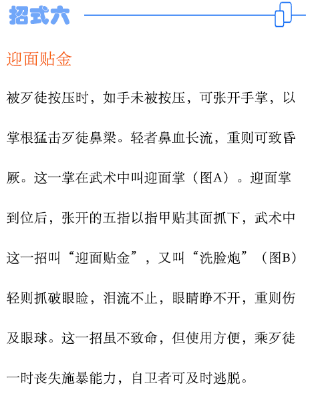 招式六
迎面贴金
被歹徒按压时，如手未被按压，可张开手掌，以
掌根猛击歹徒鼻梁。轻者鼻血长流，重则可致昏
厥。这一掌在武术中叫迎面掌（图A）。迎面掌
到位后，张开的五指以指甲贴其面抓下，武术中
这一招叫“迎面贴金”，又叫“洗脸炮”（图B）
轻则抓破眼睑，泪流不止，眼睛睁不开，重则伤
及眼球。这一招虽不致命，但使用方便，乘歹徒
一时丧失施暴能力，自卫者可及时逃脱。